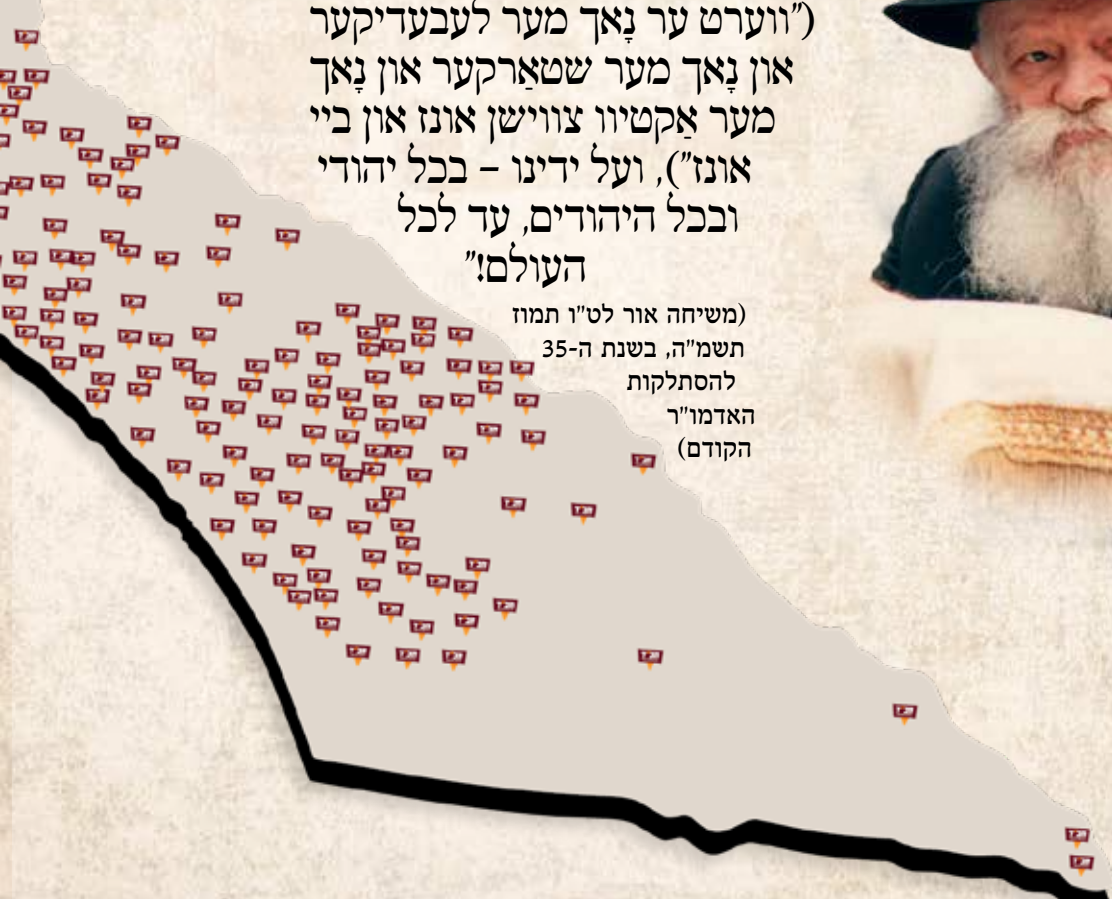 ("ווערט ער נָאך מער לעבעדיקער
און נָאך מער שטאַרקער און נָאך
מער אַקטיוו צווישן אונז און ביי
אונז"), ועל ידינו – בכל יהודי
ובכל היהודים, עד לכל
העולם!"
(משיחה אור לט"ו תמוז
תשמ"ה, בשנת ה-35
להסתלקות
האדמו"ר
הקודם)